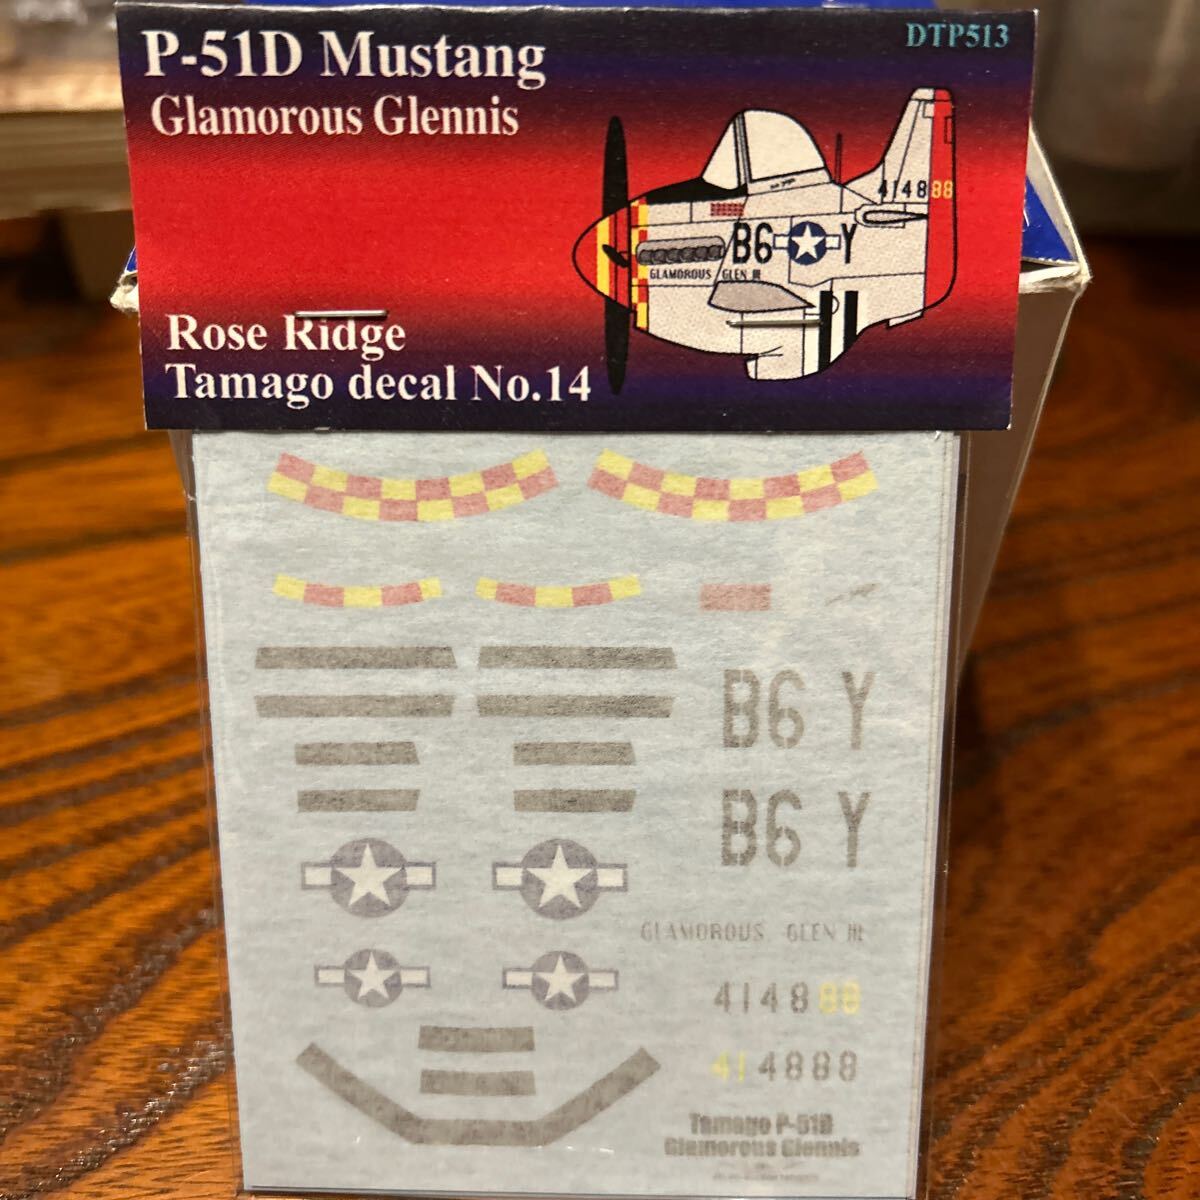 P-51D Mustang
Glamorous Glennis
DTP513
414888
B6 Y
GLAMOROUS GLEN III
Rose Ridge
Tamago decal No.14
B6 Y
B6 Y
GLAMOROUS GLEN III
414888
414888
Tamago P-51D
Glamorous Glennis